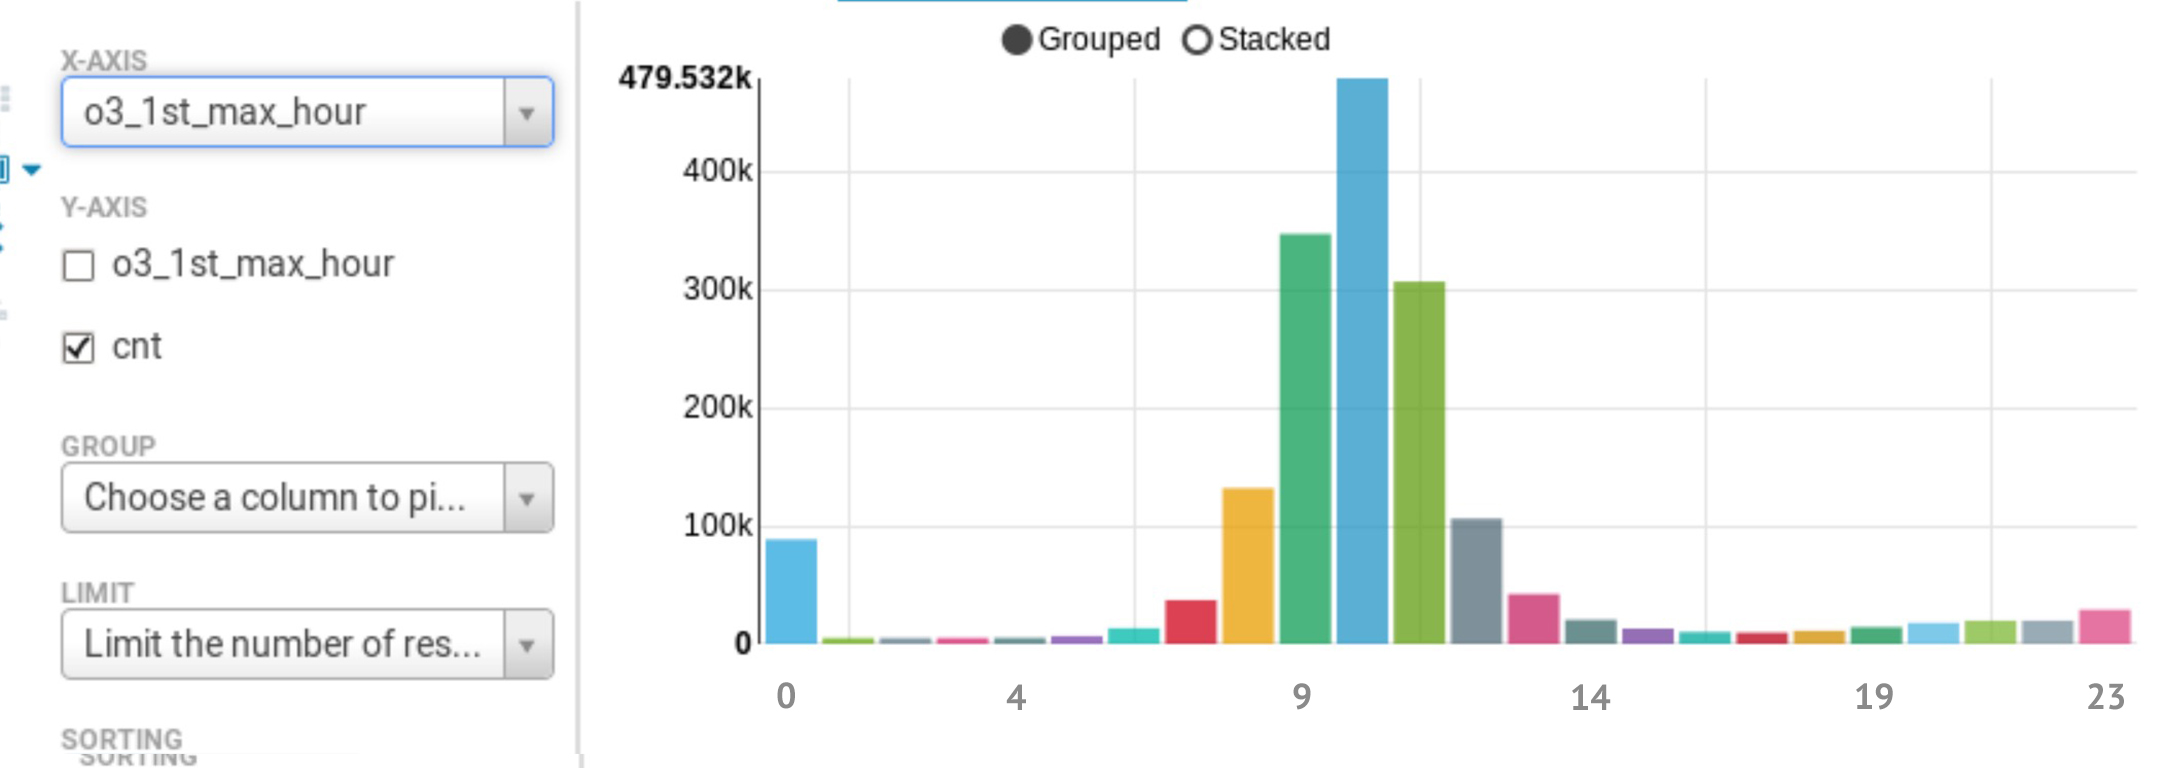 X-AXIS
o3_1st_max_hour
Y-AXIS
o3_1st_max_hour
cnt
GROUP
Choose a column to pi...
LIMIT
Limit the number of res...
SORTING
SORTING
Grouped Stacked
479.532k
400k
300k
200k
100k
0
0 4 9 14 19 23